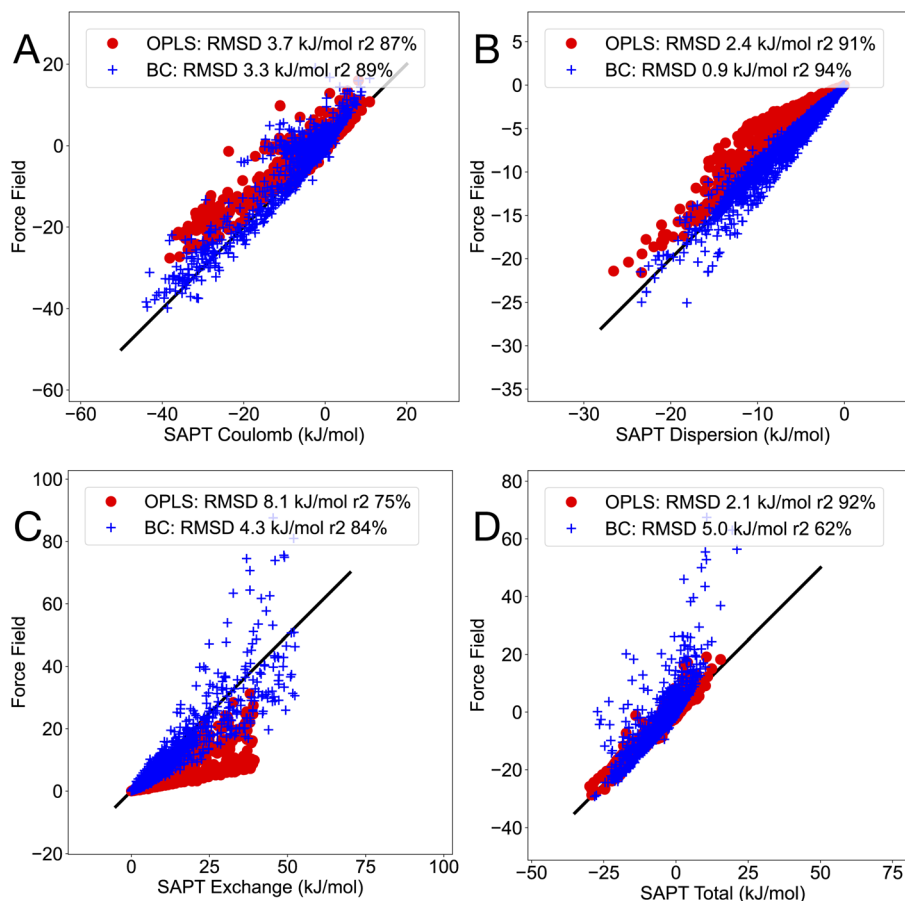 A
OPLS: RMSD 3.7 kJ/mol r2 87%
BC: RMSD 3.3 kJ/mol r2 89%
20
0
−20
−40
−60
Force Field
−60 −40 −20 0 20
SAPT Coulomb (kJ/mol)
B
OPLS: RMSD 2.4 kJ/mol r2 91%
BC: RMSD 0.9 kJ/mol r2 94%
5
0
−5
−10
−15
−20
−25
−30
−35
Force Field
−30 −20 −10 0
SAPT Dispersion (kJ/mol)
C
OPLS: RMSD 8.1 kJ/mol r2 75%
BC: RMSD 4.3 kJ/mol r2 84%
100
80
60
40
20
0
−20
Force Field
0 25 50 75 100
SAPT Exchange (kJ/mol)
D
OPLS: RMSD 2.1 kJ/mol r2 92%
BC: RMSD 5.0 kJ/mol r2 62%
80
60
40
20
0
−20
−40
Force Field
−50 −25 0 25 50 75
SAPT Total (kJ/mol)